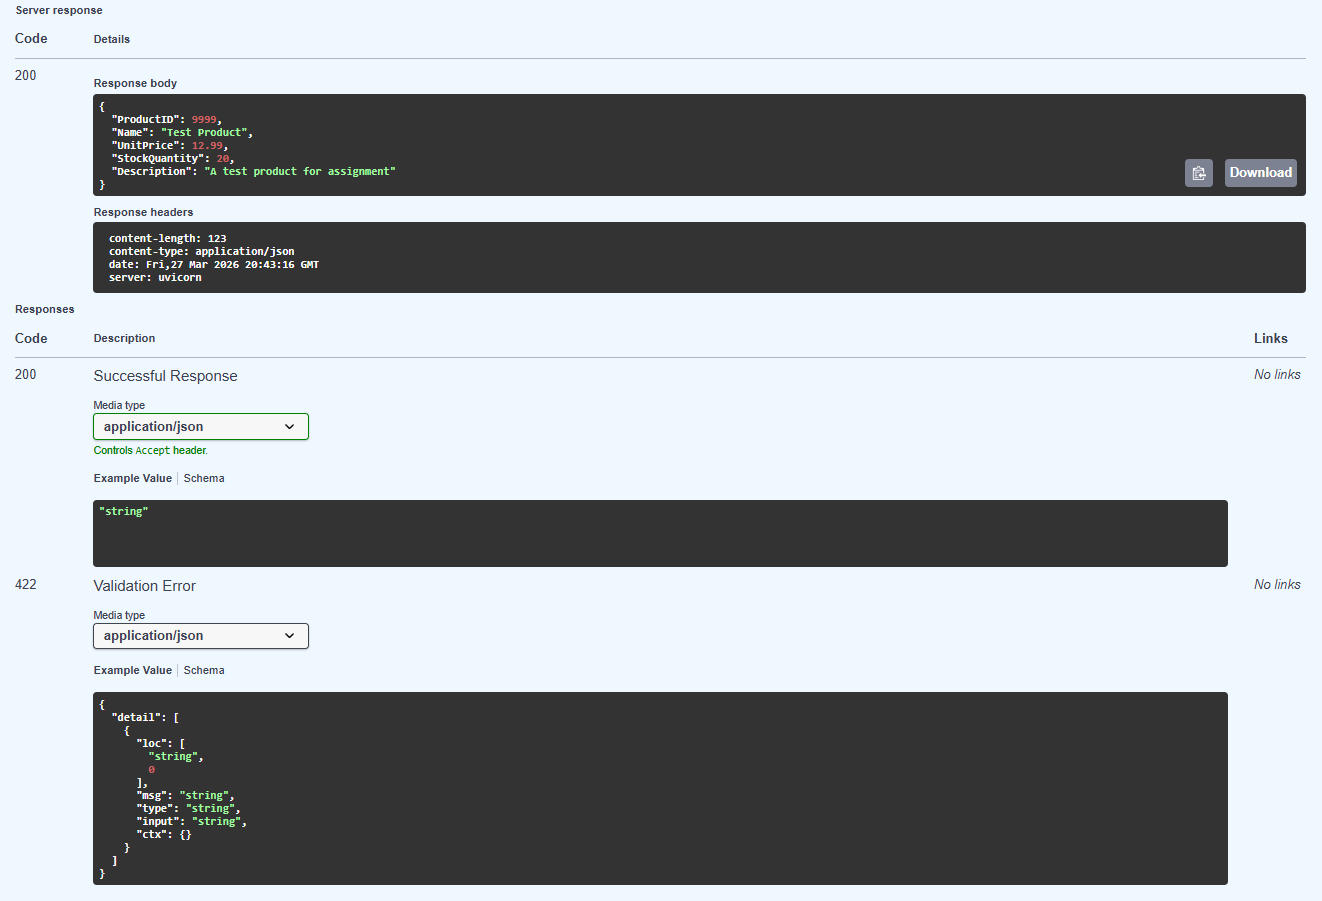 Server response
Code Details
200
Response body
{
  "ProductID": 9999,
  "Name": "Test Product",
  "UnitPrice": 12.99,
  "StockQuantity": 20,
  "Description": "A test product for assignment"
}
Download
Response headers
content-length: 123
content-type: application/json
date: Fri,27 Mar 2026 20:43:16 GMT
server: uvicorn
Responses
Code Description Links
200 Successful Response No links
Media type
application/json
Controls Accept header.
Example Value Schema
"string"
422 Validation Error No links
Media type
application/json
Example Value Schema
{
  "detail": [
    {
      "loc": [
        "string",
        0
      ],
      "msg": "string",
      "type": "string",
      "input": "string",
      "ctx": {}
    }
  ]
}